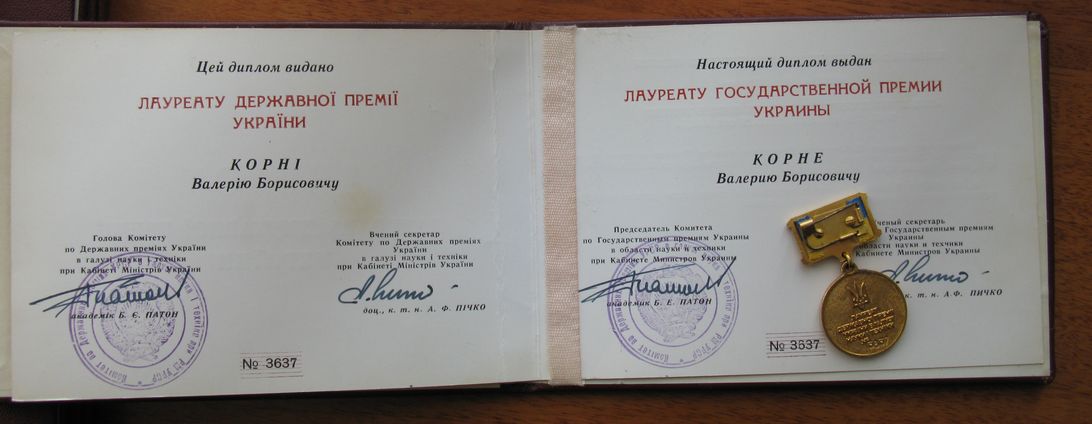 Цей диплом видано
ЛАУРЕАТУ ДЕРЖАВНОЇ ПРЕМІЇ
УКРАЇНИ
КОРНІ
Валерію Борисовичу
Голова Комітету
по Державних преміях України
в галузі науки і техніки
при Кабінеті Міністрів України
академік Б. Є. ПАТОН
Вчений секретар
Комітету по Державних преміях
України
в галузі науки і техніки
при Кабінеті Міністрів України
доц., к. т. н. А. Ф. ПІЧКО
№ 3637
Настоящий диплом выдан
ЛАУРЕАТУ ГОСУДАРСТВЕННОЙ ПРЕМИИ
УКРАИНЫ
КОРНЕ
Валерию Борисовичу
Председатель Комитета
по Государственным премиям Украины
в области науки и техники
при Кабинете Министров Украины
академик Б. Е. ПАТОН
Ученый секретарь
Государственным премиям
Украины
области науки и техники
Кабинете Министров Украины
к. т. н. А. Ф. ПИЧКО
№ 3637
3637